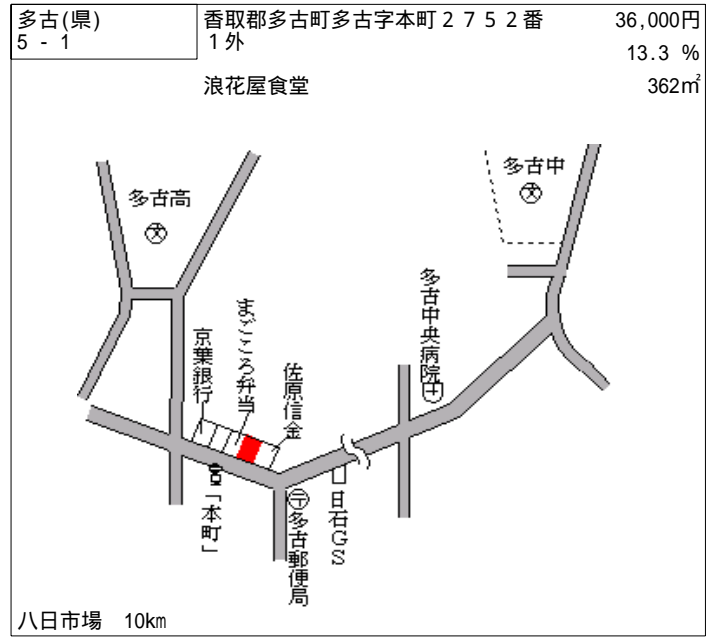 多古(県)
5 - 1
香取郡多古町多古字本町２７５２番
１外
36,000円
13.3 %
浪花屋食堂
362㎡
多古高
文
多古中
文
多古中央病院
京葉銀行
まごころ弁当
佐原信金
「本町」
〒
多古郵便局
日石GS
八日市場 10km